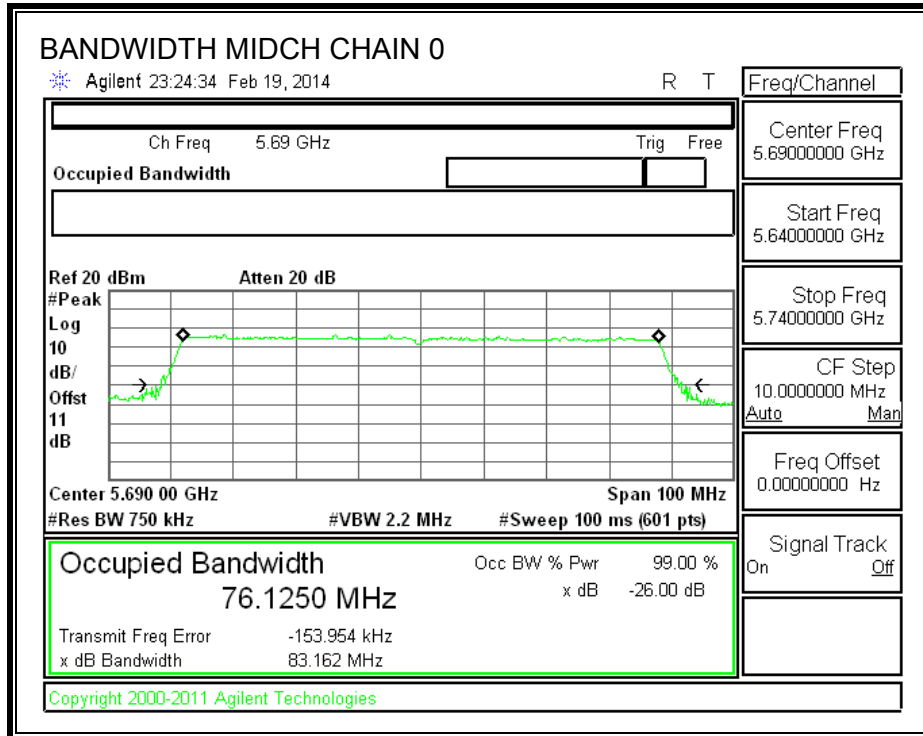 BANDWIDTH MIDCH CHAIN 0
Agilent 23:24:34 Feb 19, 2014
R T
Freq/Channel
Ch Freq 5.69 GHz
Trig Free
Occupied Bandwidth
Center Freq
5.69000000 GHz
Start Freq
5.64000000 GHz
Stop Freq
5.74000000 GHz
CF Step
10.0000000 MHz
Auto Man
Freq Offset
0.00000000 Hz
Signal Track
On Off
Ref 20 dBm
Atten 20 dB
#Peak
Log
10
dB/
Offst
11
dB
Center 5.690 00 GHz
Span 100 MHz
#Res BW 750 kHz
#VBW 2.2 MHz
#Sweep 100 ms (601 pts)
Occupied Bandwidth
76.1250 MHz
Occ BW % Pwr 99.00 %
x dB -26.00 dB
Transmit Freq Error -153.954 kHz
x dB Bandwidth 83.162 MHz
Copyright 2000-2011 Agilent Technologies